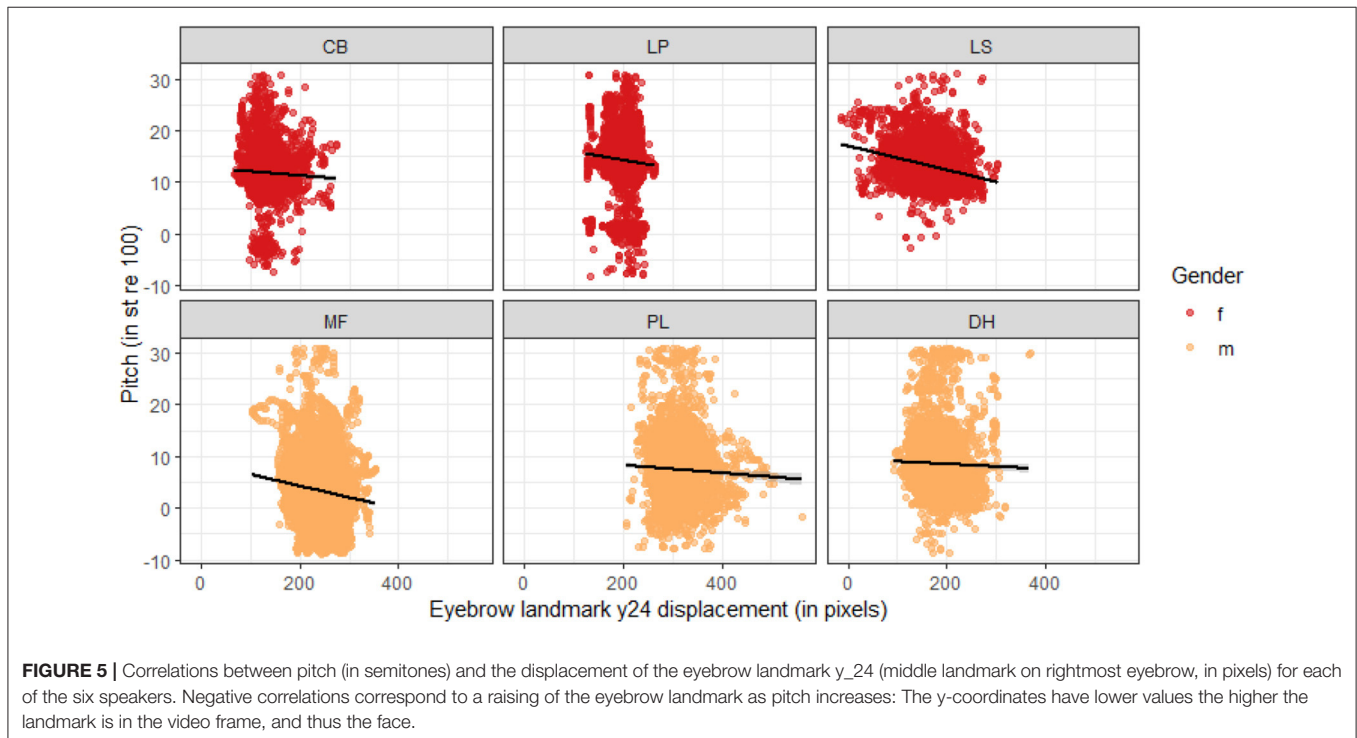 CB LP LS
30
20
10
0
-10
MF PL DH
30
20
10
0
-10
Pitch (in st re 100)
0 200 400 0 200 400 0 200 400
Eyebrow landmark y24 displacement (in pixels)
Gender
f
m
FIGURE 5 | Correlations between pitch (in semitones) and the displacement of the eyebrow landmark y_24 (middle landmark on rightmost eyebrow, in pixels) for each
of the six speakers. Negative correlations correspond to a raising of the eyebrow landmark as pitch increases: The y-coordinates have lower values the higher the
landmark is in the video frame, and thus the face.